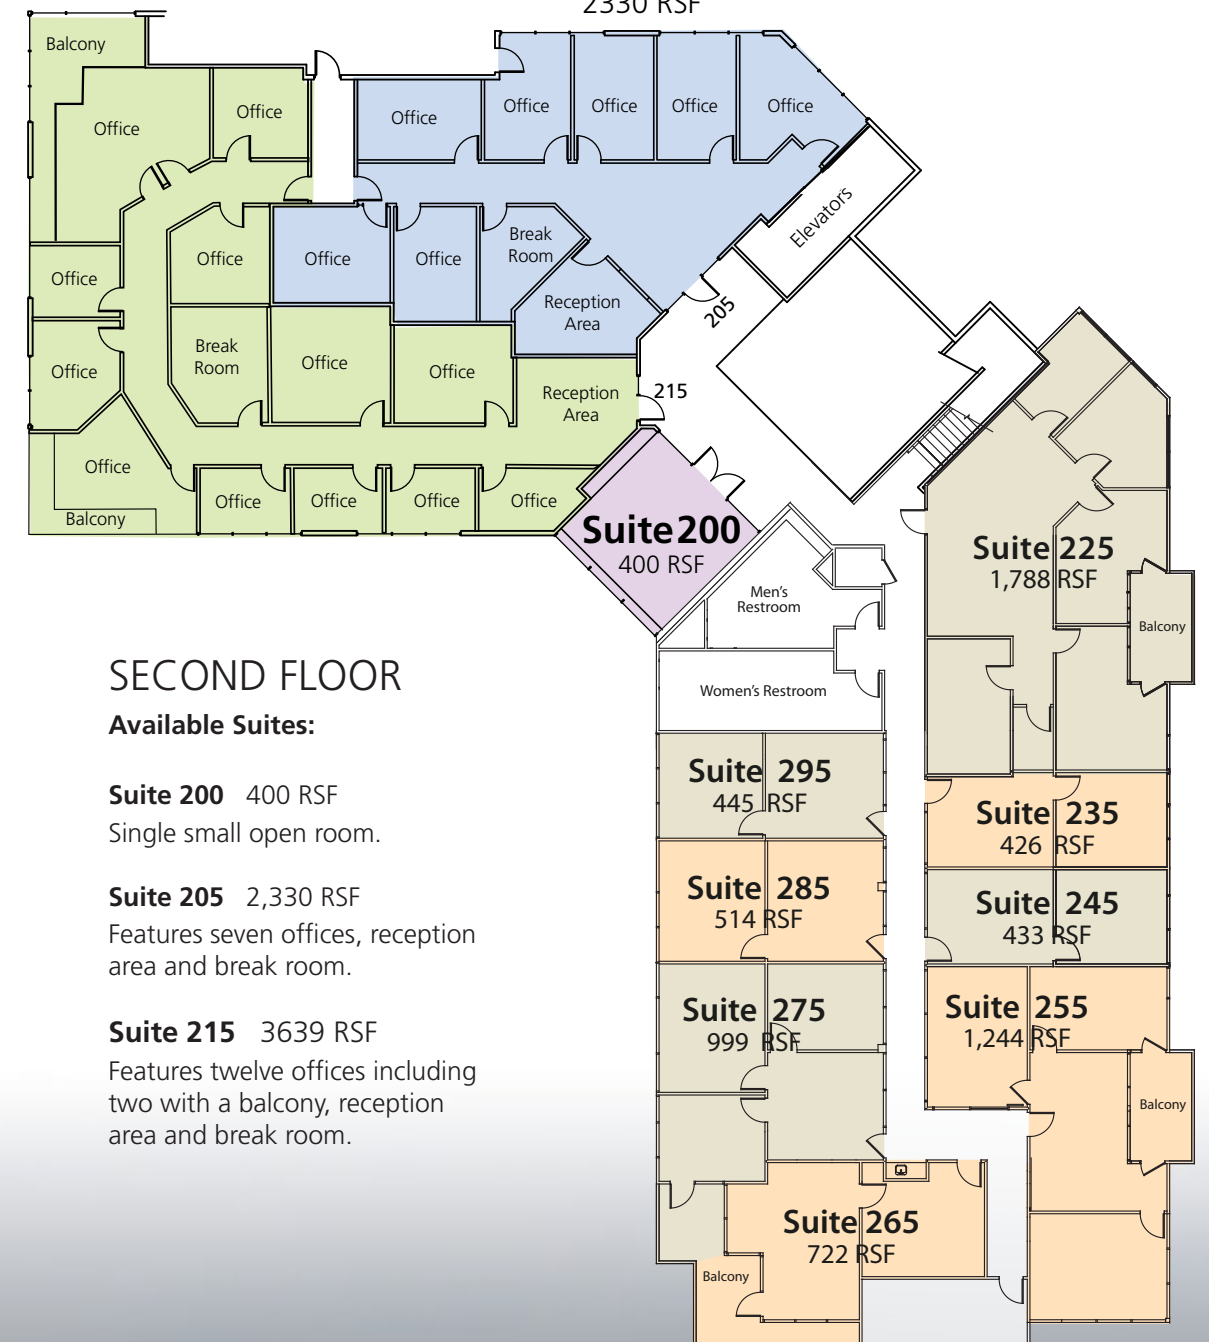 2330 RSF
Balcony
Office
Office
Office
Office
Office
Office
Office
Elevators
Office
Office
Office
Break
Room
Office
Reception
Area
205
Office
Break
Room
Office
Office
Reception
Area
215
Office
Office
Balcony
Office
Office
Office
Office
Suite 200
400 RSF
Men's
Restroom
Women's Restroom
Suite 225
1,788 RSF
Balcony
SECOND FLOOR
Available Suites:
Suite 200 400 RSF
Single small open room.
Suite 205 2,330 RSF
Features seven offices, reception
area and break room.
Suite 215 3639 RSF
Features twelve offices including
two with a balcony, reception
area and break room.
Suite 295
445 RSF
Suite 235
426 RSF
Suite 285
514 RSF
Suite 245
433 RSF
Suite 275
999 RSF
Suite 255
1,244 RSF
Balcony
Suite 265
722 RSF
Balcony